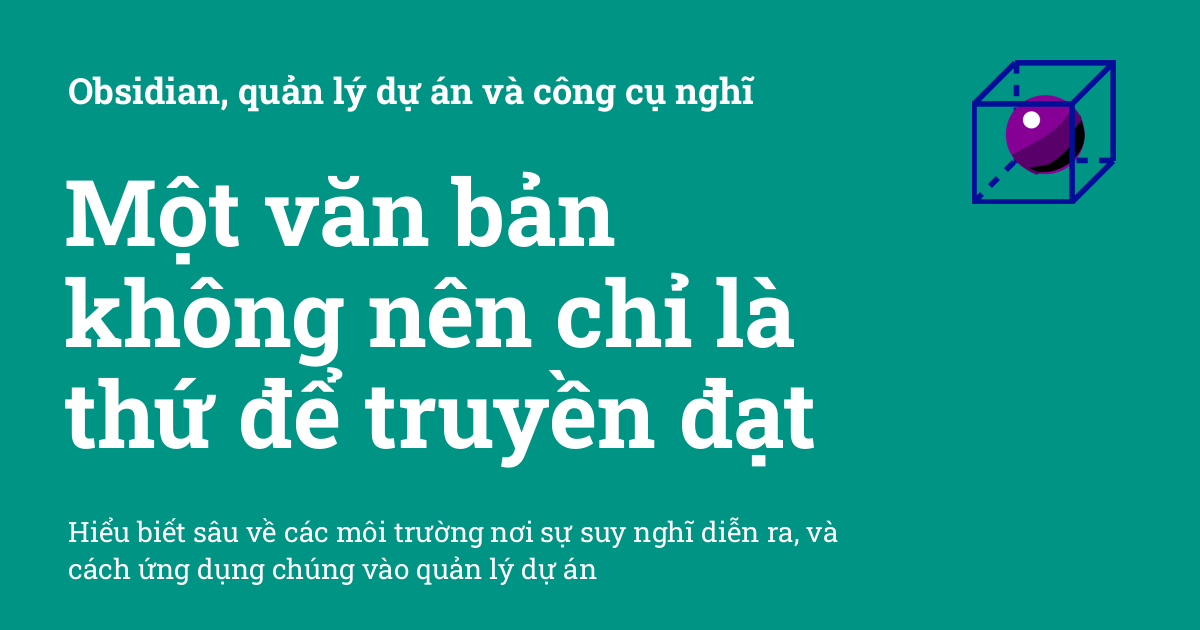 Obsidian, quản lý dự án và công cụ nghĩ
Một văn bản
không nên chỉ là
thứ để truyền đạt
Hiểu biết sâu về các môi trường nơi sự suy nghĩ diễn ra, và
cách ứng dụng chúng vào quản lý dự án